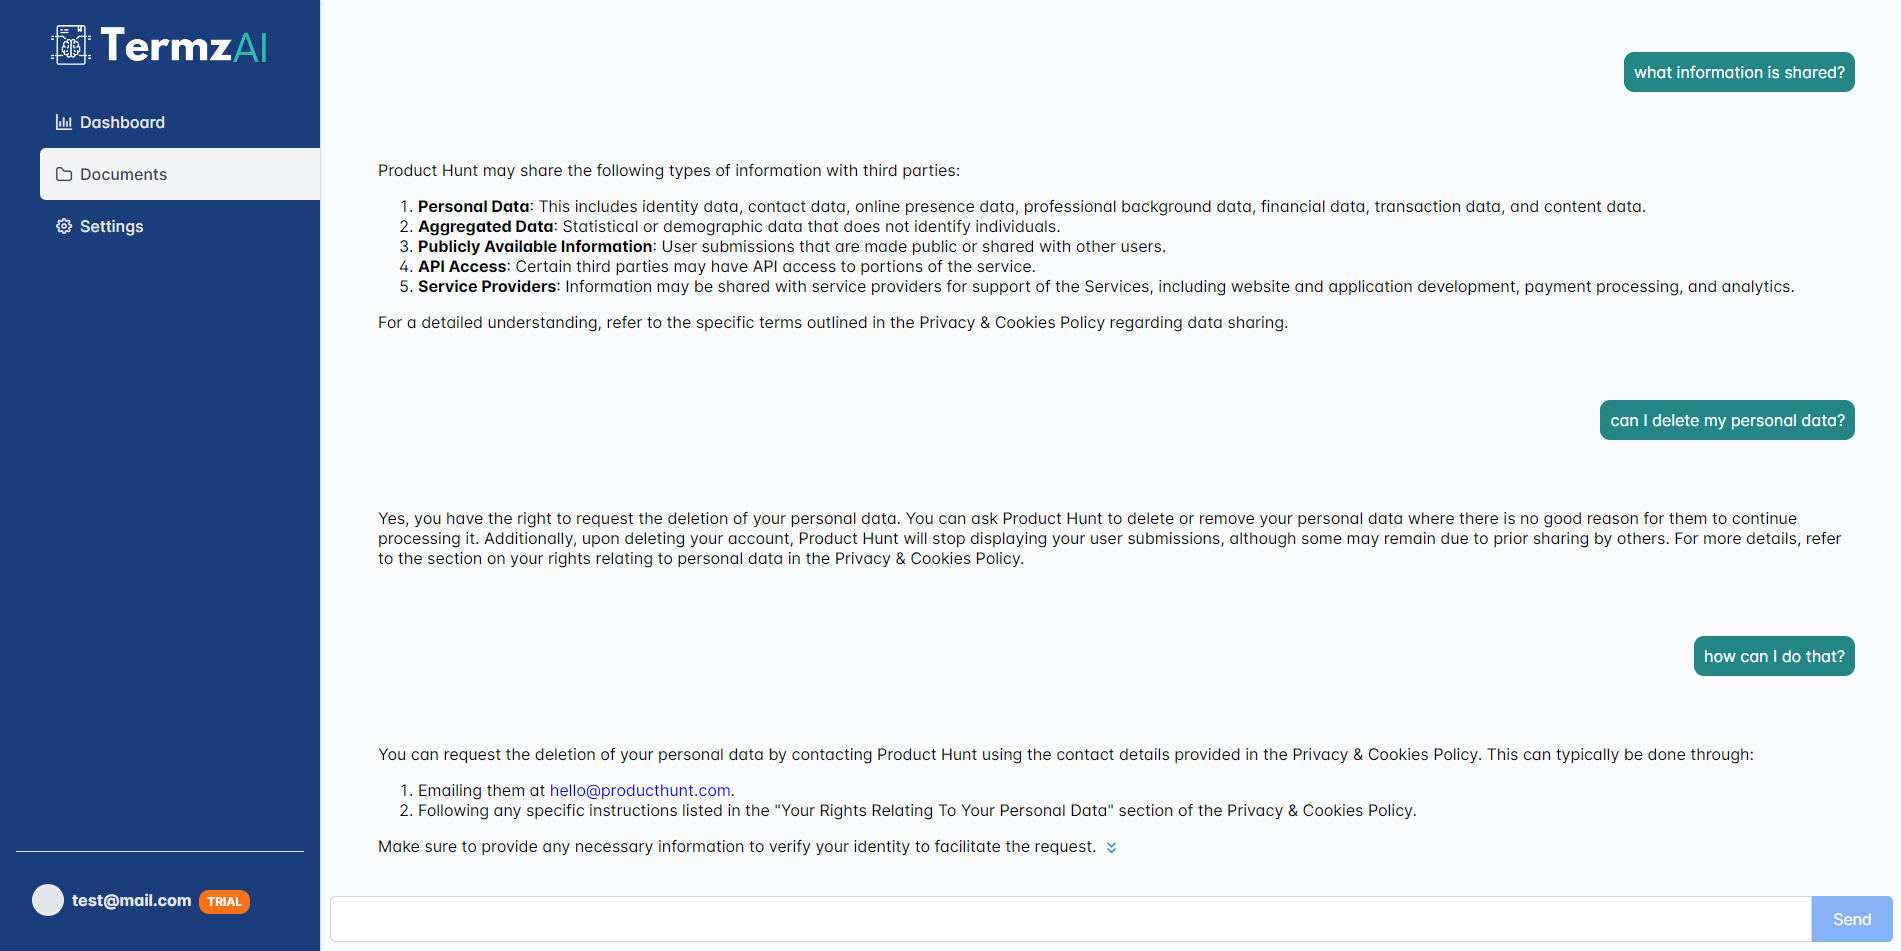 TermzAI
Dashboard
Documents
Settings
what information is shared?
Product Hunt may share the following types of information with third parties:
1. Personal Data: This includes identity data, contact data, online presence data, professional background data, financial data, transaction data, and content data.
2. Aggregated Data: Statistical or demographic data that does not identify individuals.
3. Publicly Available Information: User submissions that are made public or shared with other users.
4. API Access: Certain third parties may have API access to portions of the service.
5. Service Providers: Information may be shared with service providers for support of the Services, including website and application development, payment processing, and analytics.
For a detailed understanding, refer to the specific terms outlined in the Privacy & Cookies Policy regarding data sharing.
can I delete my personal data?
Yes, you have the right to request the deletion of your personal data. You can ask Product Hunt to delete or remove your personal data where there is no good reason for them to continue
processing it. Additionally, upon deleting your account, Product Hunt will stop displaying your user submissions, although some may remain due to prior sharing by others. For more details, refer
to the section on your rights relating to personal data in the Privacy & Cookies Policy.
how can I do that?
You can request the deletion of your personal data by contacting Product Hunt using the contact details provided in the Privacy & Cookies Policy. This can typically be done through:
1. Emailing them at hello@producthunt.com.
2. Following any specific instructions listed in the "Your Rights Relating To Your Personal Data" section of the Privacy & Cookies Policy.
Make sure to provide any necessary information to verify your identity to facilitate the request.
test@mail.com TRIAL
Send